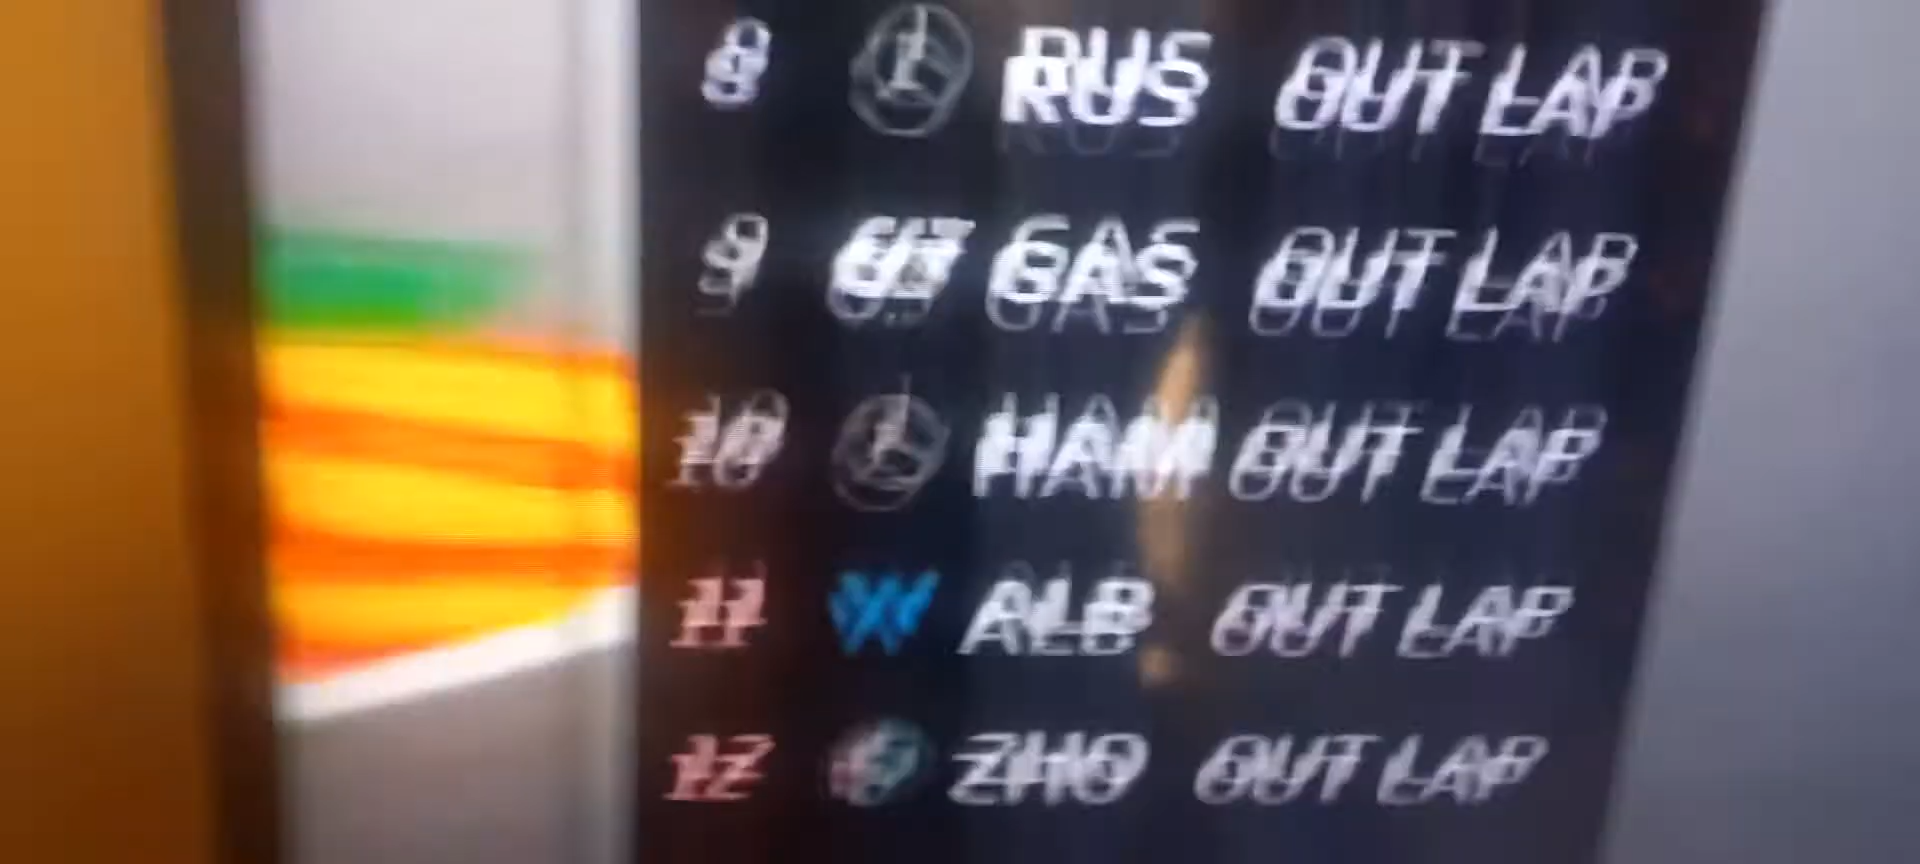 8 RUS OUT LAP
9 GAS OUT LAP
10 HAM OUT LAP
11 W ALB OUT LAP
12 ZHO OUT LAP